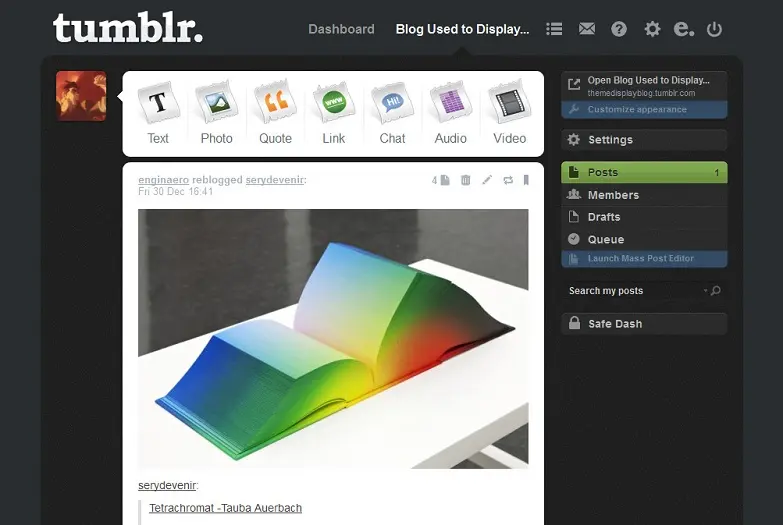 tumblr.
Dashboard
Blog Used to Display...
?
e.
T
www
Hi!
Text
Photo
Quote
Link
Chat
Audio
Video
enginaero reblogged serydevenir:
Fri 30 Dec 16:41
4
serydevenir:
Tetrachromat -Tauba Auerbach
Open Blog Used to Display...
themedisplayblog.tumblr.com
Customize appearance
Settings
Posts 1
Members
Drafts
Queue
Launch Mass Post Editor
Search my posts
Safe Dash